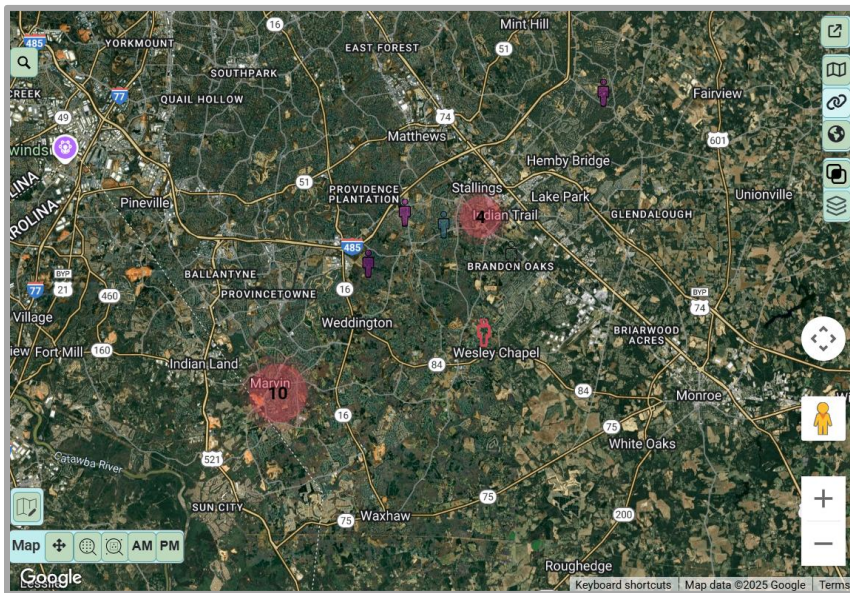 16
Mint Hill
485
YORKMOUNT
EAST FOREST
51
SOUTHPARK
CREEK
77
QUAIL HOLLOW
Fairview
49
74
Matthews
601
winds
Hemby Bridge
51
Stallings
PROVIDENCE
PLANTATION
Lake Park
Unionville
Pineville
4
Indian Trail
GLENDALOUGH
485
BRANDON OAKS
BALLANTYNE
BYP
21
77
460
16
PROVINCETOWNE
BYP
74
Village
Weddington
BRIARWOOD
ACRES
iew
Fort Mill
160
Indian Land
Wesley Chapel
84
Marvin
10
84
Monroe
16
75
White Oaks
521
Catawba River
SUN CITY
75
75
Waxhaw
200
Map
AM
PM
Roughedge
Google
Keyboard shortcuts
Map data ©2025 Google
Terms